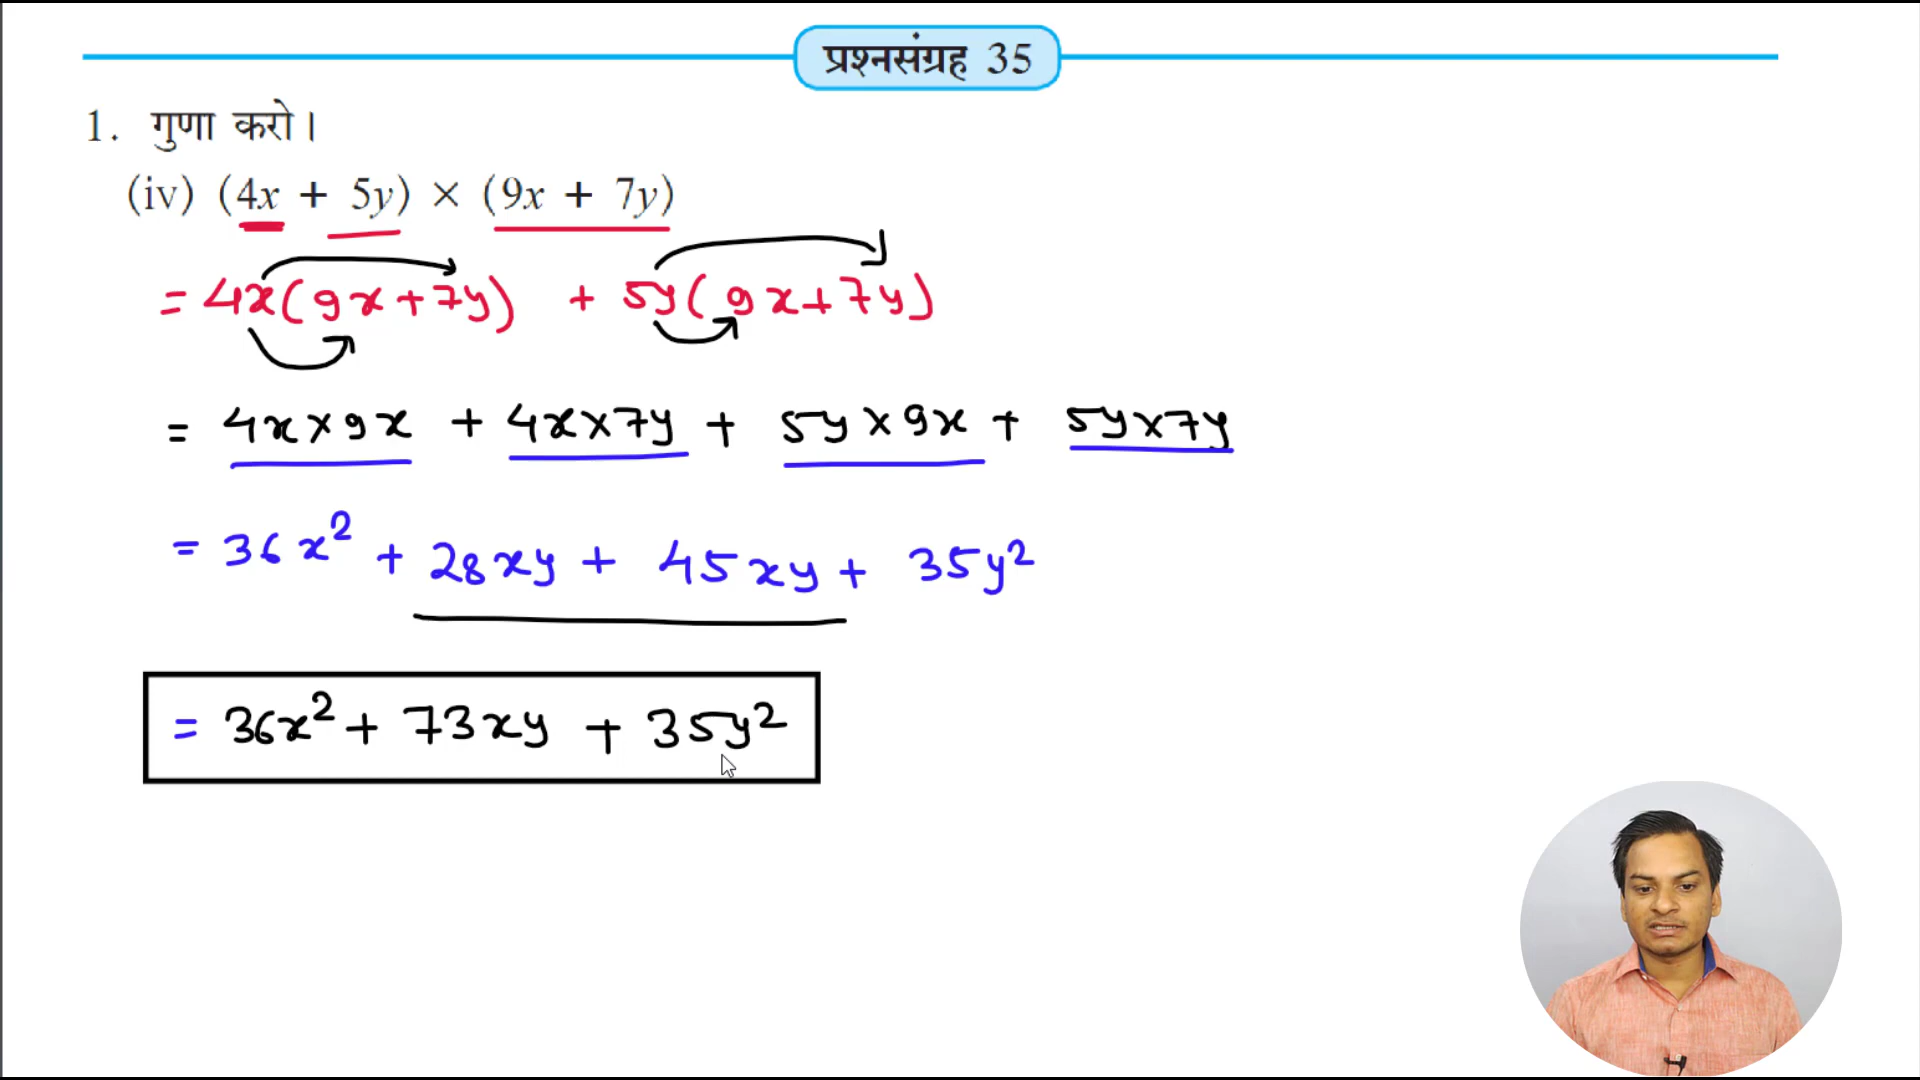 प्रश्नसंग्रह 35
1. गुणा करो।
(iv) (4x + 5y) × (9x + 7y)
= 4x(9x+7y) + 5y(9x+7y)
= 4x×9x + 4x×7y + 5y×9x + 5y×7y
= 36x² + 28xy + 45xy + 35y²
= 36x² + 73xy + 35y²